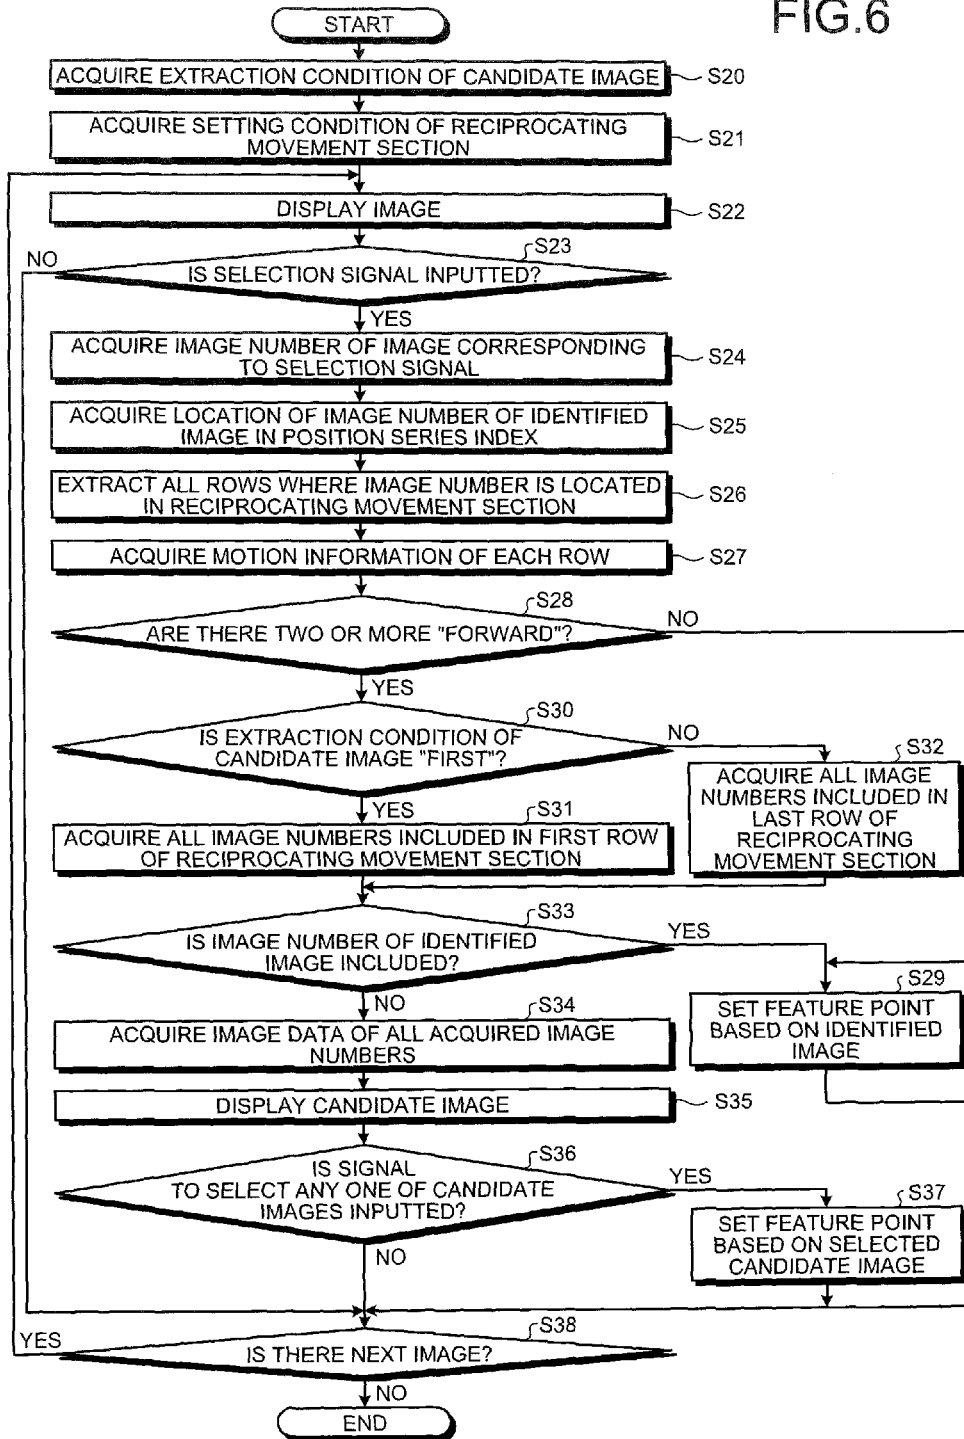 FIG.6
START
ACQUIRE EXTRACTION CONDITION OF CANDIDATE IMAGE
S20
ACQUIRE SETTING CONDITION OF RECIPROCATING
MOVEMENT SECTION
S21
DISPLAY IMAGE
S22
S23
NO
IS SELECTION SIGNAL INPUTTED?
YES
ACQUIRE IMAGE NUMBER OF IMAGE CORRESPONDING
TO SELECTION SIGNAL
S24
ACQUIRE LOCATION OF IMAGE NUMBER OF IDENTIFIED
IMAGE IN POSITION SERIES INDEX
S25
EXTRACT ALL ROWS WHERE IMAGE NUMBER IS LOCATED
IN RECIPROCATING MOVEMENT SECTION
S26
ACQUIRE MOTION INFORMATION OF EACH ROW
S27
S28
NO
ARE THERE TWO OR MORE "FORWARD"?
YES
S30
IS EXTRACTION CONDITION OF
CANDIDATE IMAGE "FIRST"?
NO
S32
ACQUIRE ALL IMAGE
NUMBERS INCLUDED IN
LAST ROW OF
RECIPROCATING
MOVEMENT SECTION
YES
S31
ACQUIRE ALL IMAGE NUMBERS INCLUDED IN FIRST ROW
OF RECIPROCATING MOVEMENT SECTION
S33
IS IMAGE NUMBER OF IDENTIFIED
IMAGE INCLUDED?
YES
S29
SET FEATURE POINT
BASED ON IDENTIFIED
IMAGE
NO
S34
ACQUIRE IMAGE DATA OF ALL ACQUIRED IMAGE
NUMBERS
DISPLAY CANDIDATE IMAGE
S35
S36
IS SIGNAL
TO SELECT ANY ONE OF CANDIDATE
IMAGES INPUTTED?
YES
S37
SET FEATURE POINT
BASED ON SELECTED
CANDIDATE IMAGE
NO
S38
YES
IS THERE NEXT IMAGE?
NO
END